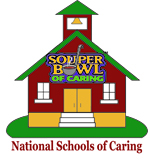 SOUPER
BOWL
OF CARING
National Schools of Caring